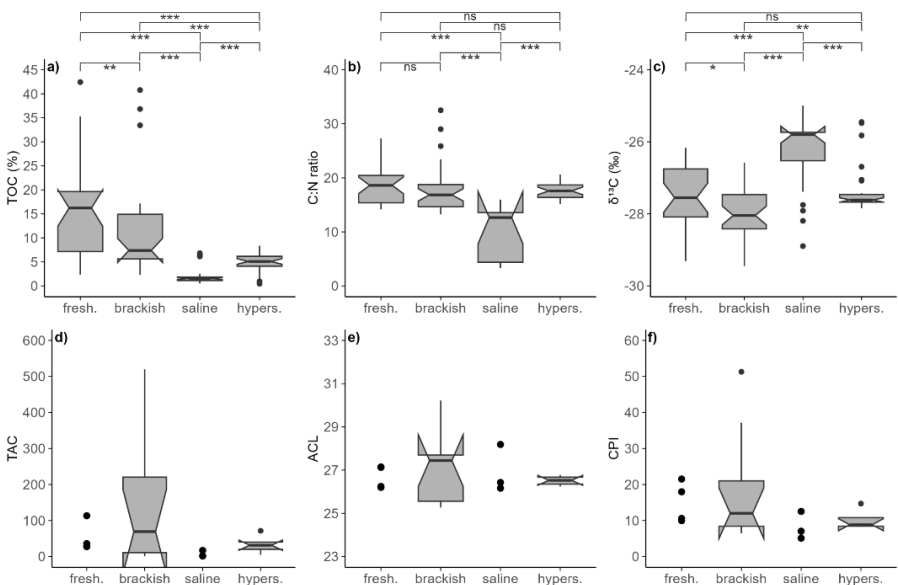 *** ns ns
*** ns **
*** *** ***
*** *** ***
*** *** ***
** ns *
a)
TOC (%)
45
40
35
30
25
20
15
10
5
0
fresh. brackish saline hypers.
b)
C:N ratio
40
30
20
10
0
fresh. brackish saline hypers.
c)
δ¹³C (‰)
-24
-26
-28
-30
fresh. brackish saline hypers.
d)
TAC
600
500
400
300
200
100
0
fresh. brackish saline hypers.
e)
ACL
33
31
29
27
25
23
fresh. brackish saline hypers.
f)
CPI
60
50
40
30
20
10
0
fresh. brackish saline hypers.